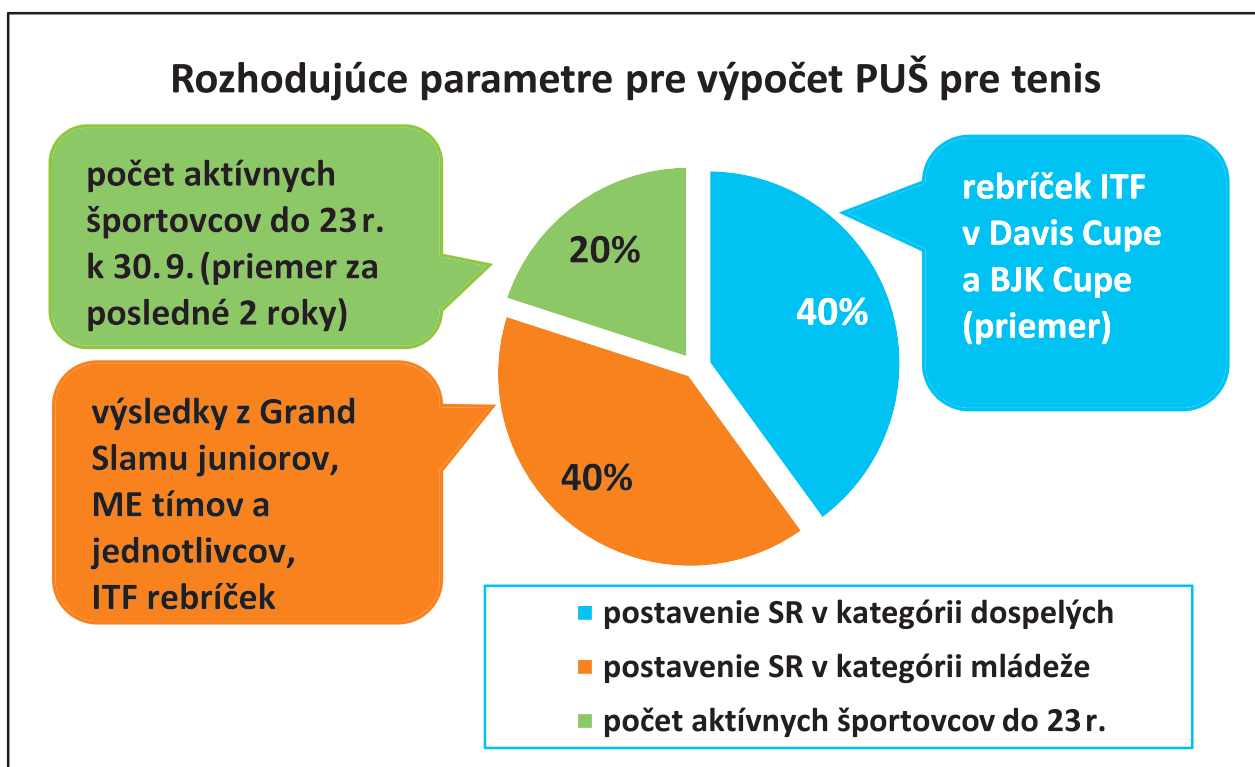 Rozhodujúce parametre pre výpočet PUŠ pre tenis
počet aktívnych
športovcov do 23 r.
k 30. 9. (priemer za
posledné 2 roky)
rebríček ITF
v Davis Cupe
a BJK Cupe
(priemer)
20%
40%
40%
výsledky z Grand
Slamu juniorov,
ME tímov a
jednotlivcov,
ITF rebríček
postavenie SR v kategórii dospelých
postavenie SR v kategórii mládeže
počet aktívnych športovcov do 23 r.